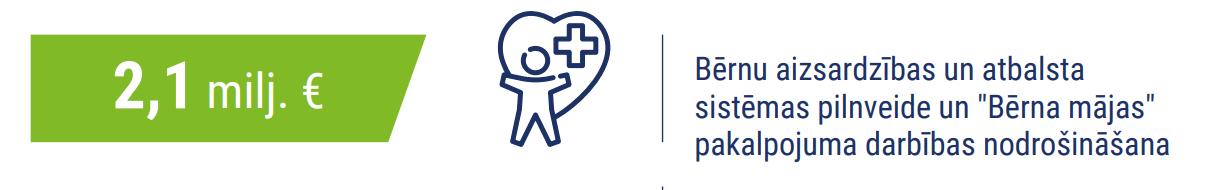 2,1 milj. €
Bērnu aizsardzības un atbalsta
sistēmas pilnveide un "Bērna mājas"
pakalpojuma darbības nodrošināšana